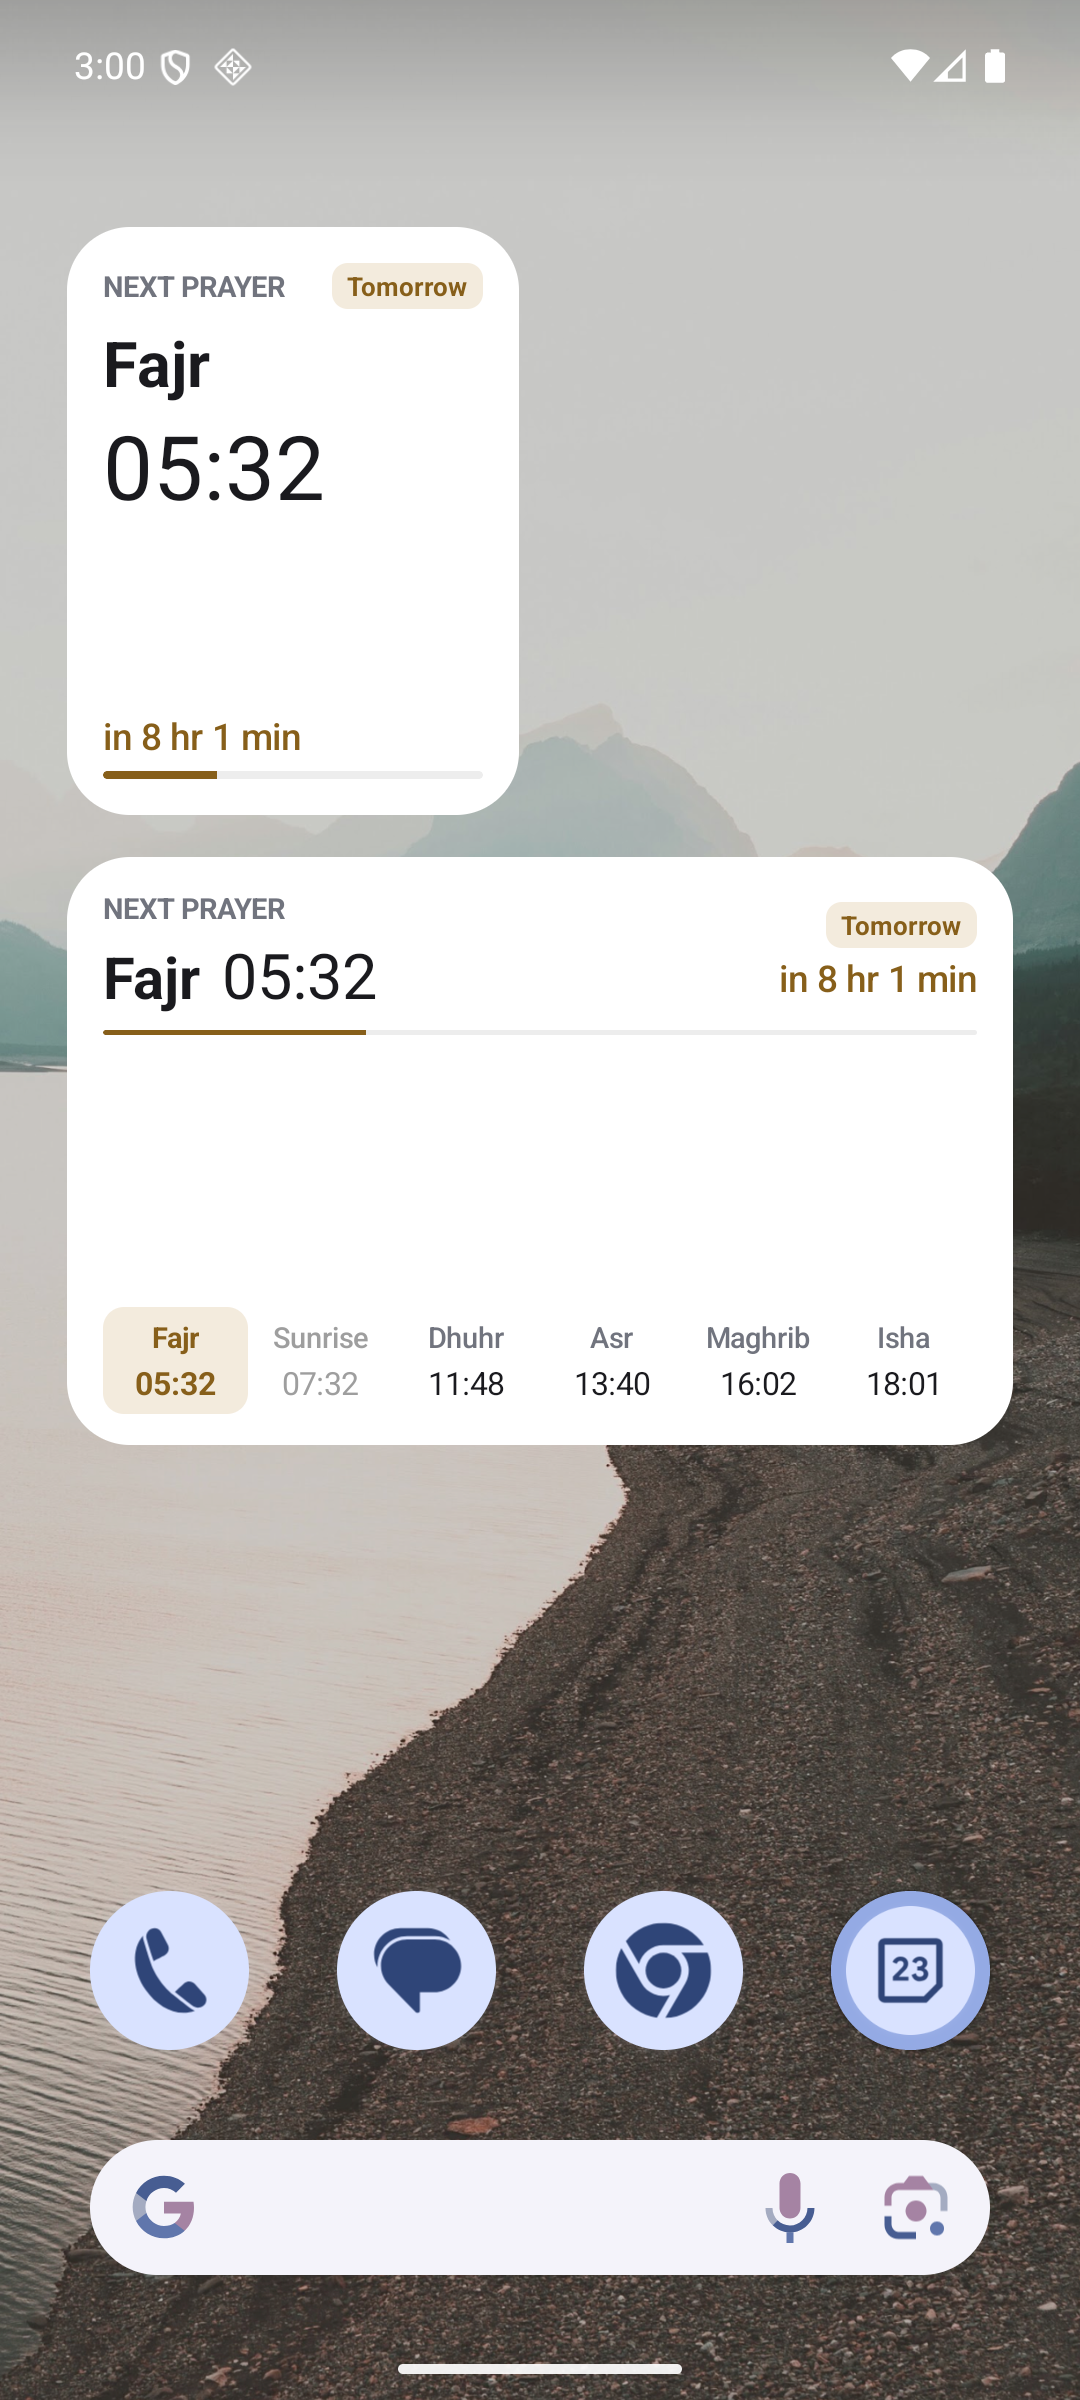 3:00
NEXT PRAYER Tomorrow
Fajr
05:32
in 8 hr 1 min
NEXT PRAYER
Tomorrow
Fajr 05:32
in 8 hr 1 min
Fajr Sunrise Dhuhr Asr Maghrib Isha
05:32 07:32 11:48 13:40 16:02 18:01
23